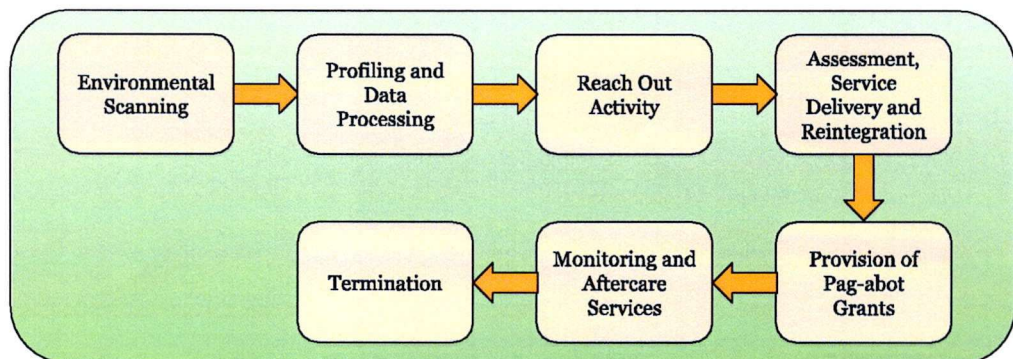 Environmental
Scanning
Profiling and
Data
Processing
Reach Out
Activity
Assessment,
Service
Delivery and
Reintegration
Provision of
Pag-abot
Grants
Monitoring and
Aftercare
Services
Termination